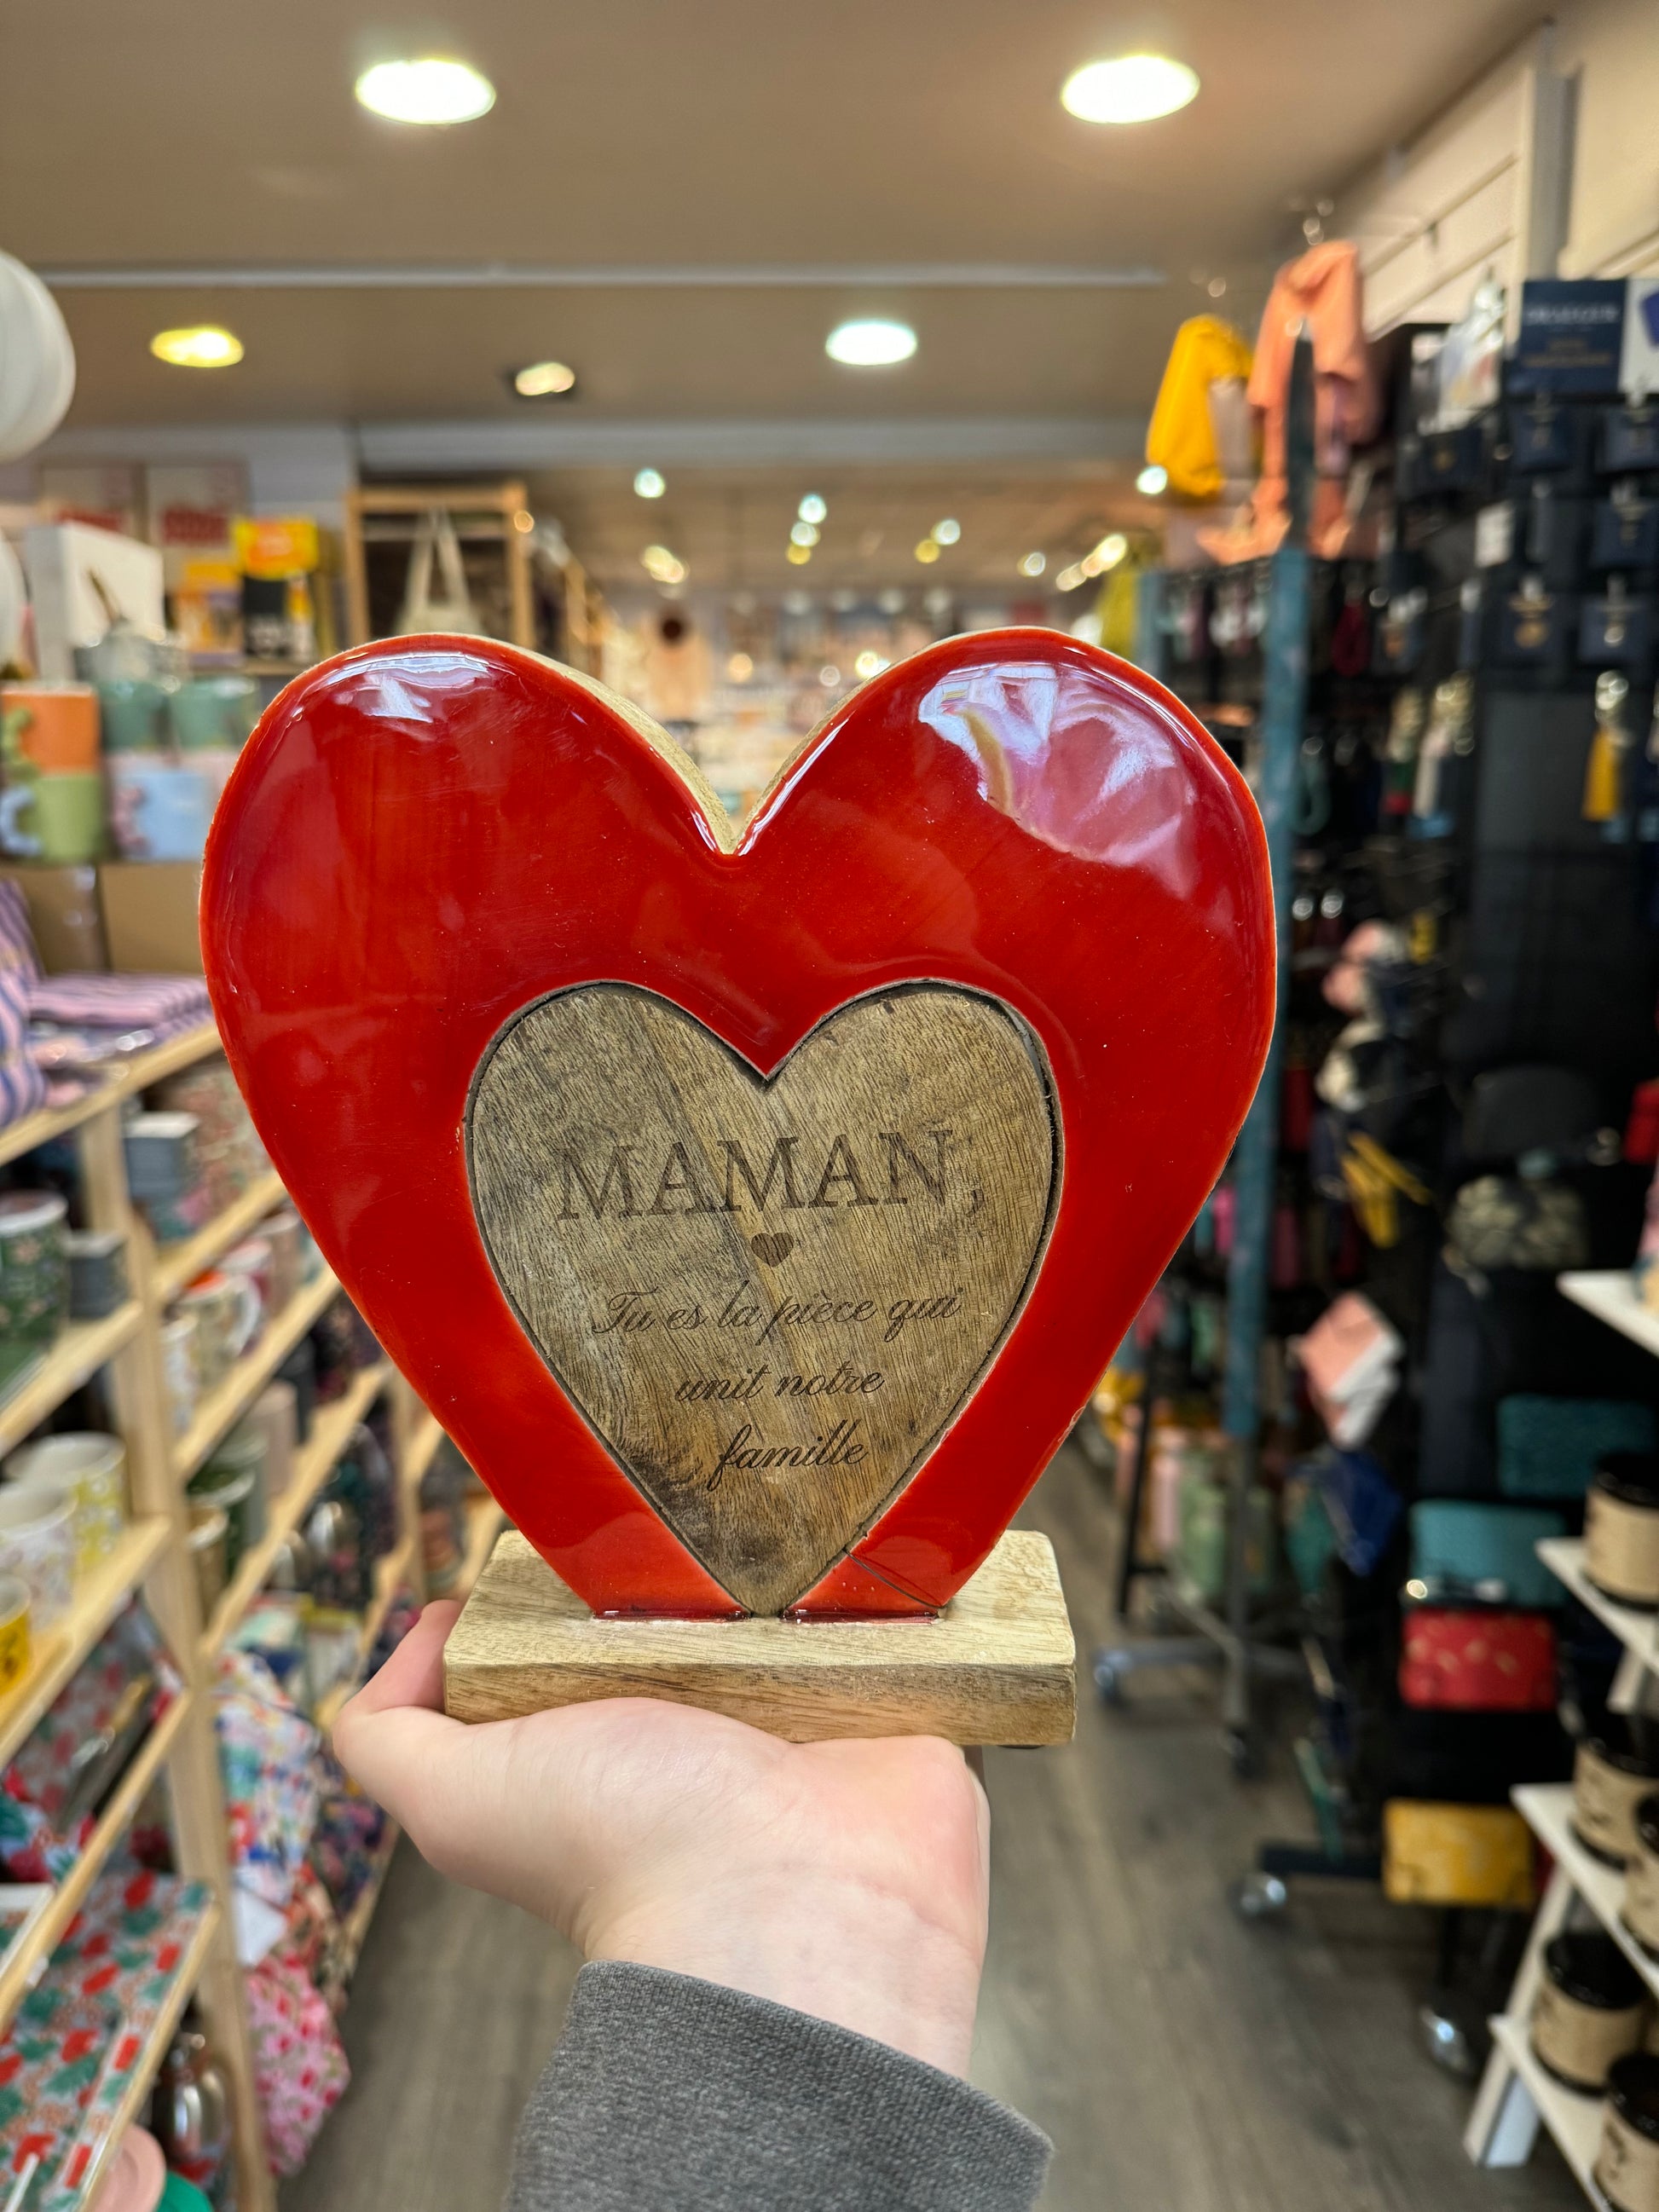 MAMAN,
Tu es la pièce qui
unit notre
famille